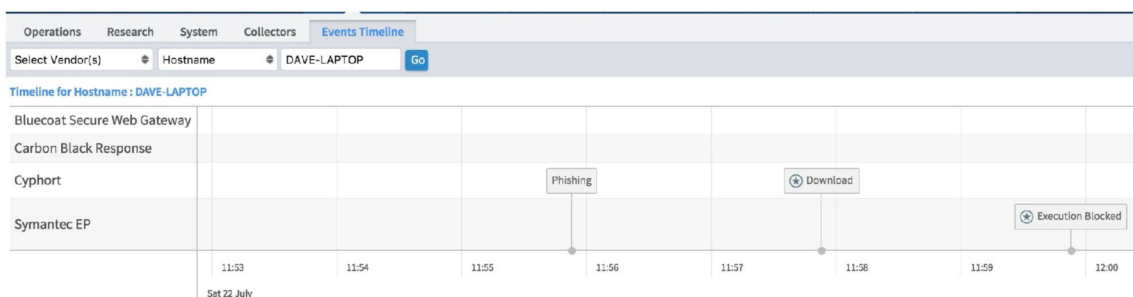 Operations Research System Collectors Events Timeline
Select Vendor(s) Hostname DAVE-LAPTOP Go
Timeline for Hostname : DAVE-LAPTOP
Bluecoat Secure Web Gateway
Carbon Black Response
Cyphort Phishing Download
Symantec EP Execution Blocked
11:53 11:54 11:55 11:56 11:57 11:58 11:59 12:00
Sat 22 July